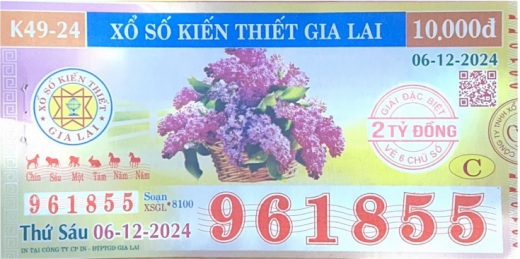 K49-24
XỔ SỐ KIẾN THIẾT GIA LAI
10.000đ
06-12-2024
XỔ SỐ KIẾN THIẾT
GIA LAI
GIẢI ĐẶC BIỆT
2 TỶ ĐỒNG
VÉ 6 CHỮ SỐ
C
Chín Sáu Một Tám Năm Năm
961855
Soạn
XSGL*8100
961855
Thứ Sáu 06-12-2024
IN TẠI CÔNG TY CP IN - DTPTGD GIA LAI